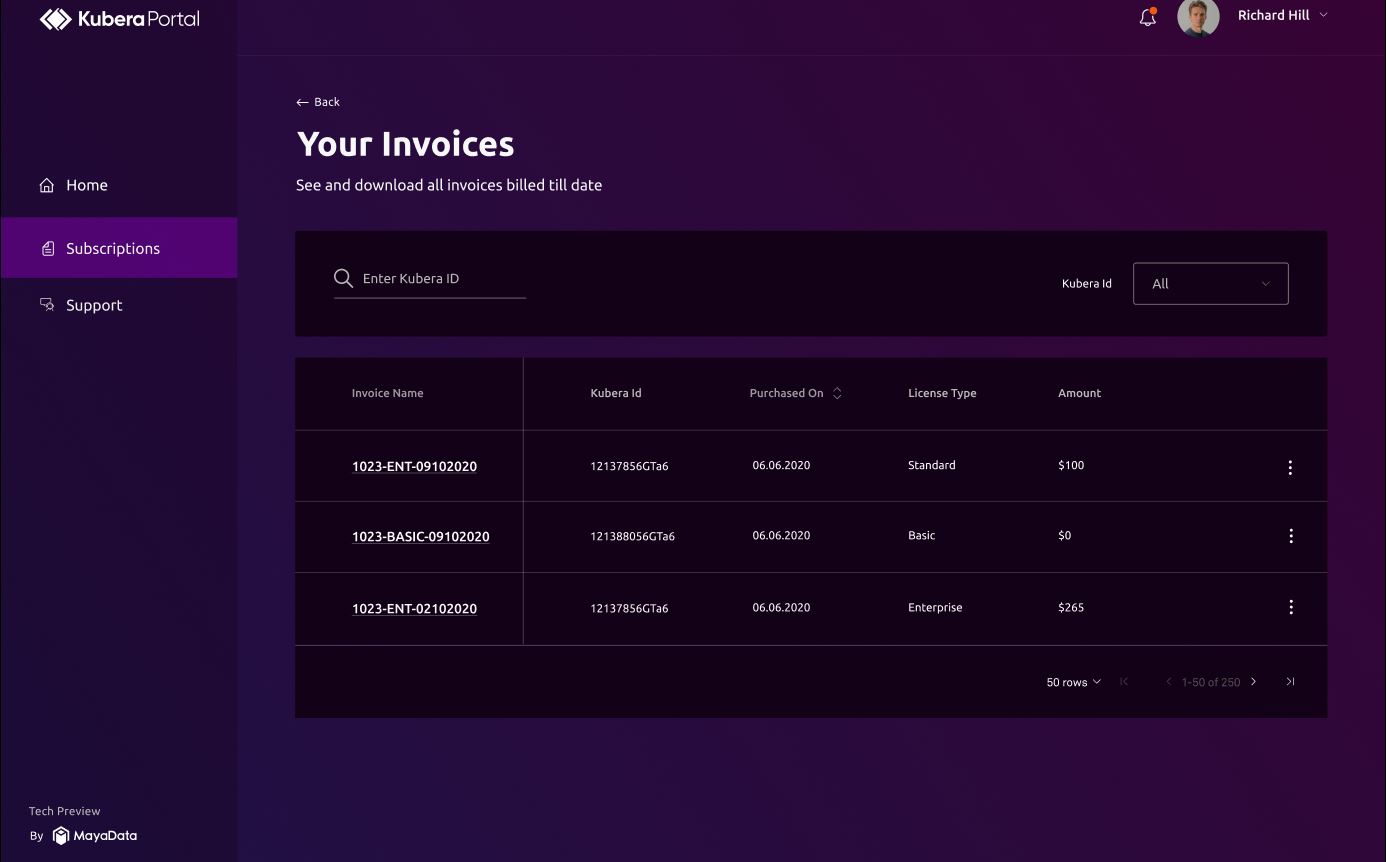 KuberaPortal
Richard Hill
Back
Your Invoices
See and download all invoices billed till date
Home
Subscriptions
Support
Enter Kubera ID
Kubera Id
All
Invoice Name Kubera Id Purchased On License Type Amount
1023-ENT-09102020 12137856GTa6 06.06.2020 Standard $100
1023-BASIC-09102020 121388056GTa6 06.06.2020 Basic $0
1023-ENT-02102020 12137856GTa6 06.06.2020 Enterprise $265
50 rows 1-50 of 250
Tech Preview
By MayaData